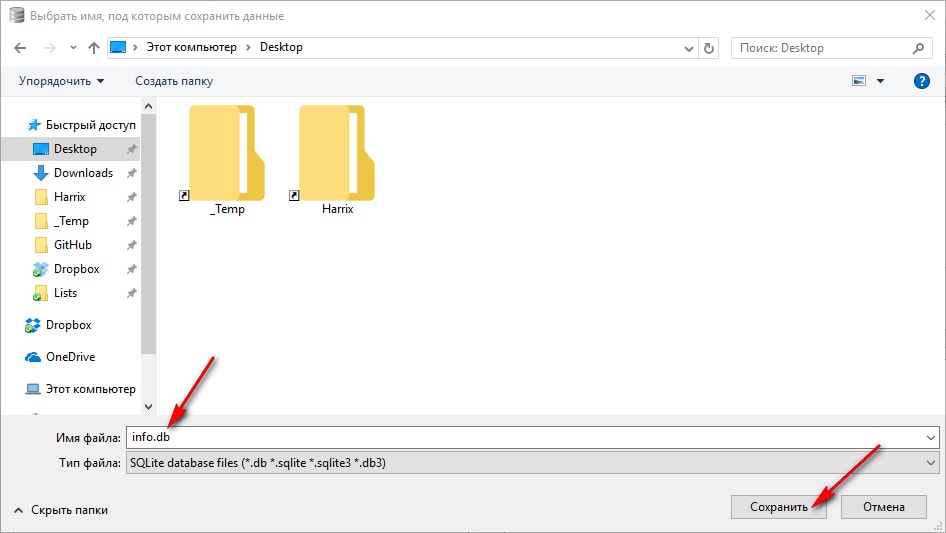 Выбрать имя, под которым сохранить данные
Этот компьютер > Desktop
Поиск: Desktop
Упорядочить
Создать папку
Быстрый доступ
Desktop
Downloads
Harrix
_Temp
GitHub
Dropbox
Lists
Dropbox
OneDrive
Этот компьютер
_Temp
Harrix
Имя файла: info.db
Тип файла: SQLite database files (*.db *.sqlite *.sqlite3 *.db3)
Скрыть папки
Сохранить
Отмена